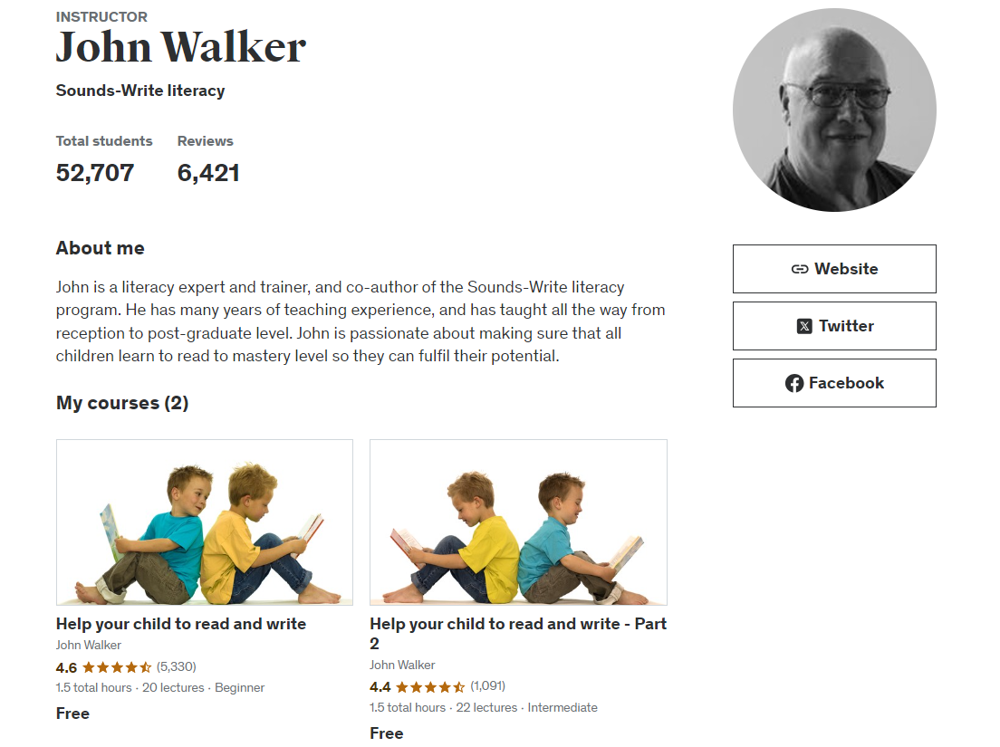 INSTRUCTOR
John Walker
Sounds-Write literacy
Total students Reviews
52,707 6,421
About me
John is a literacy expert and trainer, and co-author of the Sounds-Write literacy
program. He has many years of teaching experience, and has taught all the way from
reception to post-graduate level. John is passionate about making sure that all
children learn to read to mastery level so they can fulfil their potential.
My courses (2)
Help your child to read and write
John Walker
4.6 (5,330)
1.5 total hours · 20 lectures · Beginner
Free
Help your child to read and write - Part
2
John Walker
4.4 (1,091)
1.5 total hours · 22 lectures · Intermediate
Free
Website
Twitter
Facebook